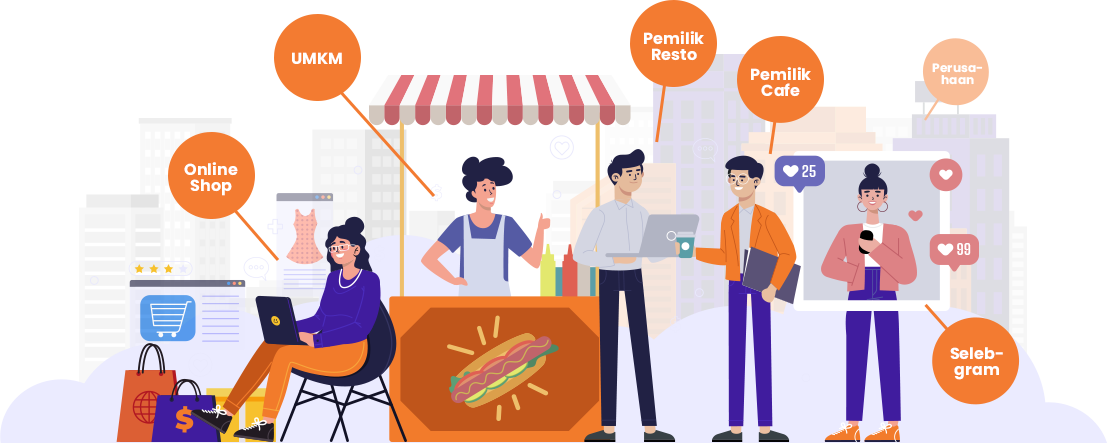 UMKM
Pemilik
Resto
Pemilik
Cafe
Perusa-
haan
Online
Shop
25
99
$
Seleb-
gram